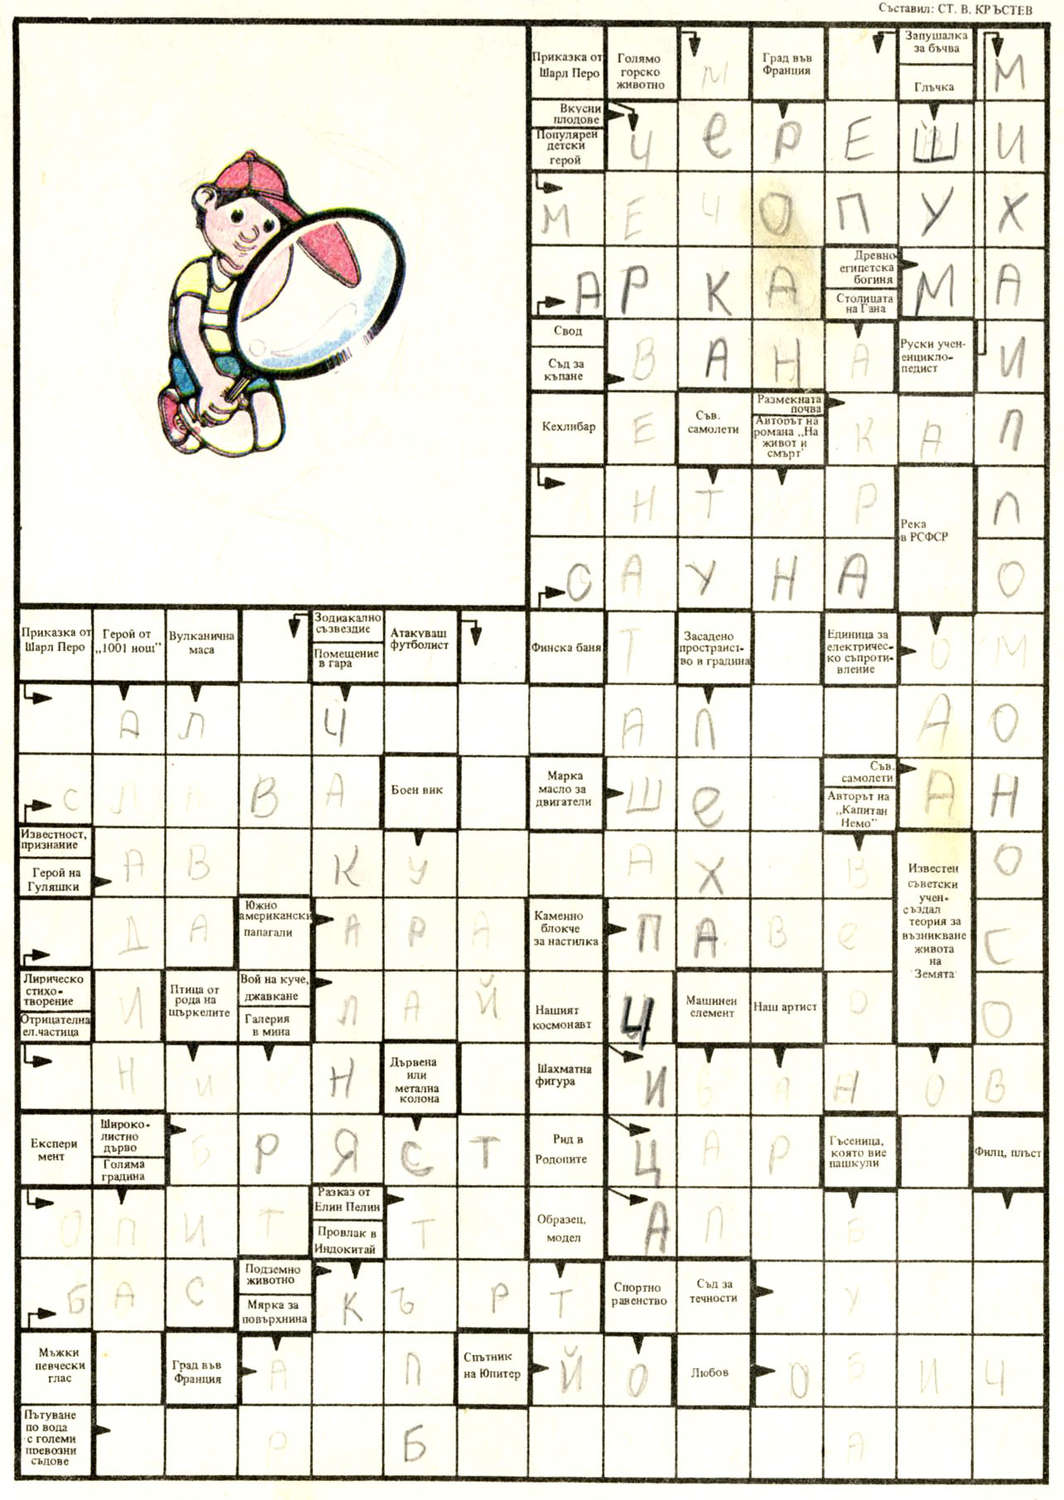 Съставил: СТ. В. КРЪСТЕВ
Приказка от Шарл Перо
Голямо горско животно
М
Град във Франция
Запушалка за бъчва
Глъчка
М
Вкусни плодове
Популярен детски герой
Ч Е Р Е Ш И
М Е Ч О П У Х
А Р К А
Древно египетска богиня
Столицата на Гана
М А
Свод
Съд за къпане
В А Н А
Руски учен-енциклопедист
И
Кехлибар
Е
Съв. самолети
Размекната почва
Авторът на романа „На живот и смърт"
К А Л
Н Т Р
Река в РСФСР
П
С А У Н А
О
Приказка от Шарл Перо
Герой от „1001 нощ"
Вулканична маса
Зодиакално съзвездие
Помещение в гара
Атакуващ футболист
Финска баня
Т
Засадено пространство в градина
Единица за електрическо съпротивление
О М
А Л Ч А Л А О
С Л В А
Боен вик
Марка масло за двигатели
Ш Е
Съв. самолети
Авторът на „Капитан Немо"
А Н
Известност, признание
Герой на Гуляшки
А В К У А Х В
Известен съветски учен-създал теория за възникване живота на Земята
О
Д А
Южно американски папагали
А Р А
Каменно блокче за настилка
П А В Е
С
Лирическо стихотворение
Отрицателна ел.частица
И
Птица от рода на щъркелите
Вой на куче, джавкане
Галерия в мина
Л А Й
Нашият космонавт
Ц
Машинен елемент
Наш артист
О
О
Н И Н
Дървена или метална колона
Шахматна фигура
И В А Н О В
Експеримент
Широколистно дърво
Голяма градина
Б Р Я С Т
Рид в Родопите
Ц А Р
Гъсеница, която вие пашкули
Филц, плъст
О П И Т
Разказ от Елин Пелин
Провлак в Индокитай
Т
Образец, модел
А П Б
Б А С
Подземно животно
Мярка за повърхнина
К Ъ Р Т
Спортно равенство
Съд за течности
У
Мъжки певчески глас
Град във Франция
А П
Спътник на Юпитер
Й О
Любов
О Б И Ч
Пътуване по вода с големи превозни съдове
Р Б А